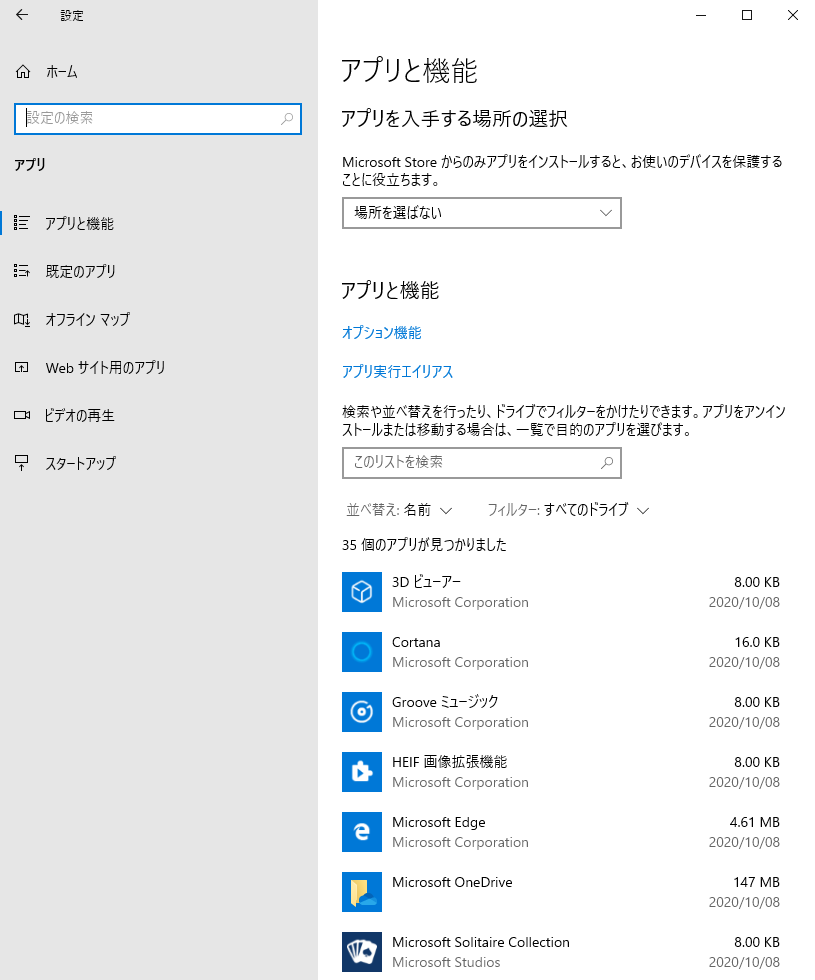 設定
ホーム
設定の検索
アプリ
アプリと機能
既定のアプリ
オフライン マップ
Web サイト用のアプリ
ビデオの再生
スタートアップ
アプリと機能
アプリを入手する場所の選択
Microsoft Store からのみアプリをインストールすると、お使いのデバイスを保護する
ことに役立ちます。
場所を選ばない
アプリと機能
オプション機能
アプリ実行エイリアス
検索や並べ替えを行ったり、ドライブでフィルターをかけたりできます。アプリをアンイン
ストールまたは移動する場合は、一覧で目的のアプリを選びます。
このリストを検索
並べ替え: 名前 フィルター: すべてのドライブ
35 個のアプリが見つかりました
3D ビューアー 8.00 KB
Microsoft Corporation 2020/10/08
Cortana 16.0 KB
Microsoft Corporation 2020/10/08
Groove ミュージック 8.00 KB
Microsoft Corporation 2020/10/08
HEIF 画像拡張機能 8.00 KB
Microsoft Corporation 2020/10/08
Microsoft Edge 4.61 MB
Microsoft Corporation 2020/10/08
Microsoft OneDrive 147 MB
2020/10/08
Microsoft Solitaire Collection 8.00 KB
Microsoft Studios 2020/10/08